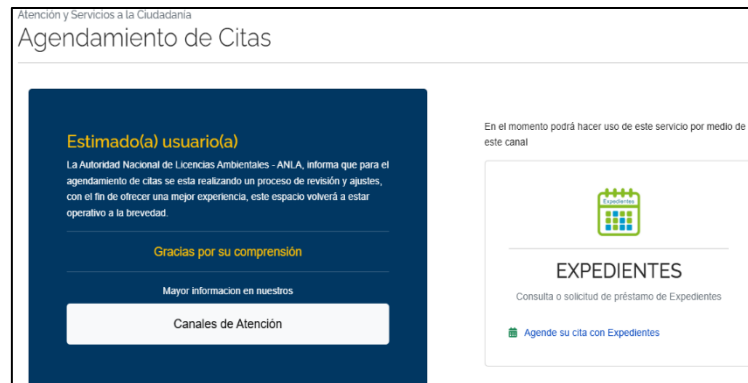 Atención y Servicios a la Ciudadanía
Agendamiento de Citas
Estimado(a) usuario(a)
La Autoridad Nacional de Licencias Ambientales - ANLA, informa que para el
agendamiento de citas se esta realizando un proceso de revisión y ajustes,
con el fin de ofrecer una mejor experiencia, este espacio volverá a estar
operativo a la brevedad.
Gracias por su comprensión
Mayor informacion en nuestros
Canales de Atención
En el momento podrá hacer uso de este servicio por medio de
este canal
Expedientes
EXPEDIENTES
Consulta o solicitud de préstamo de Expedientes
Agende su cita con Expedientes